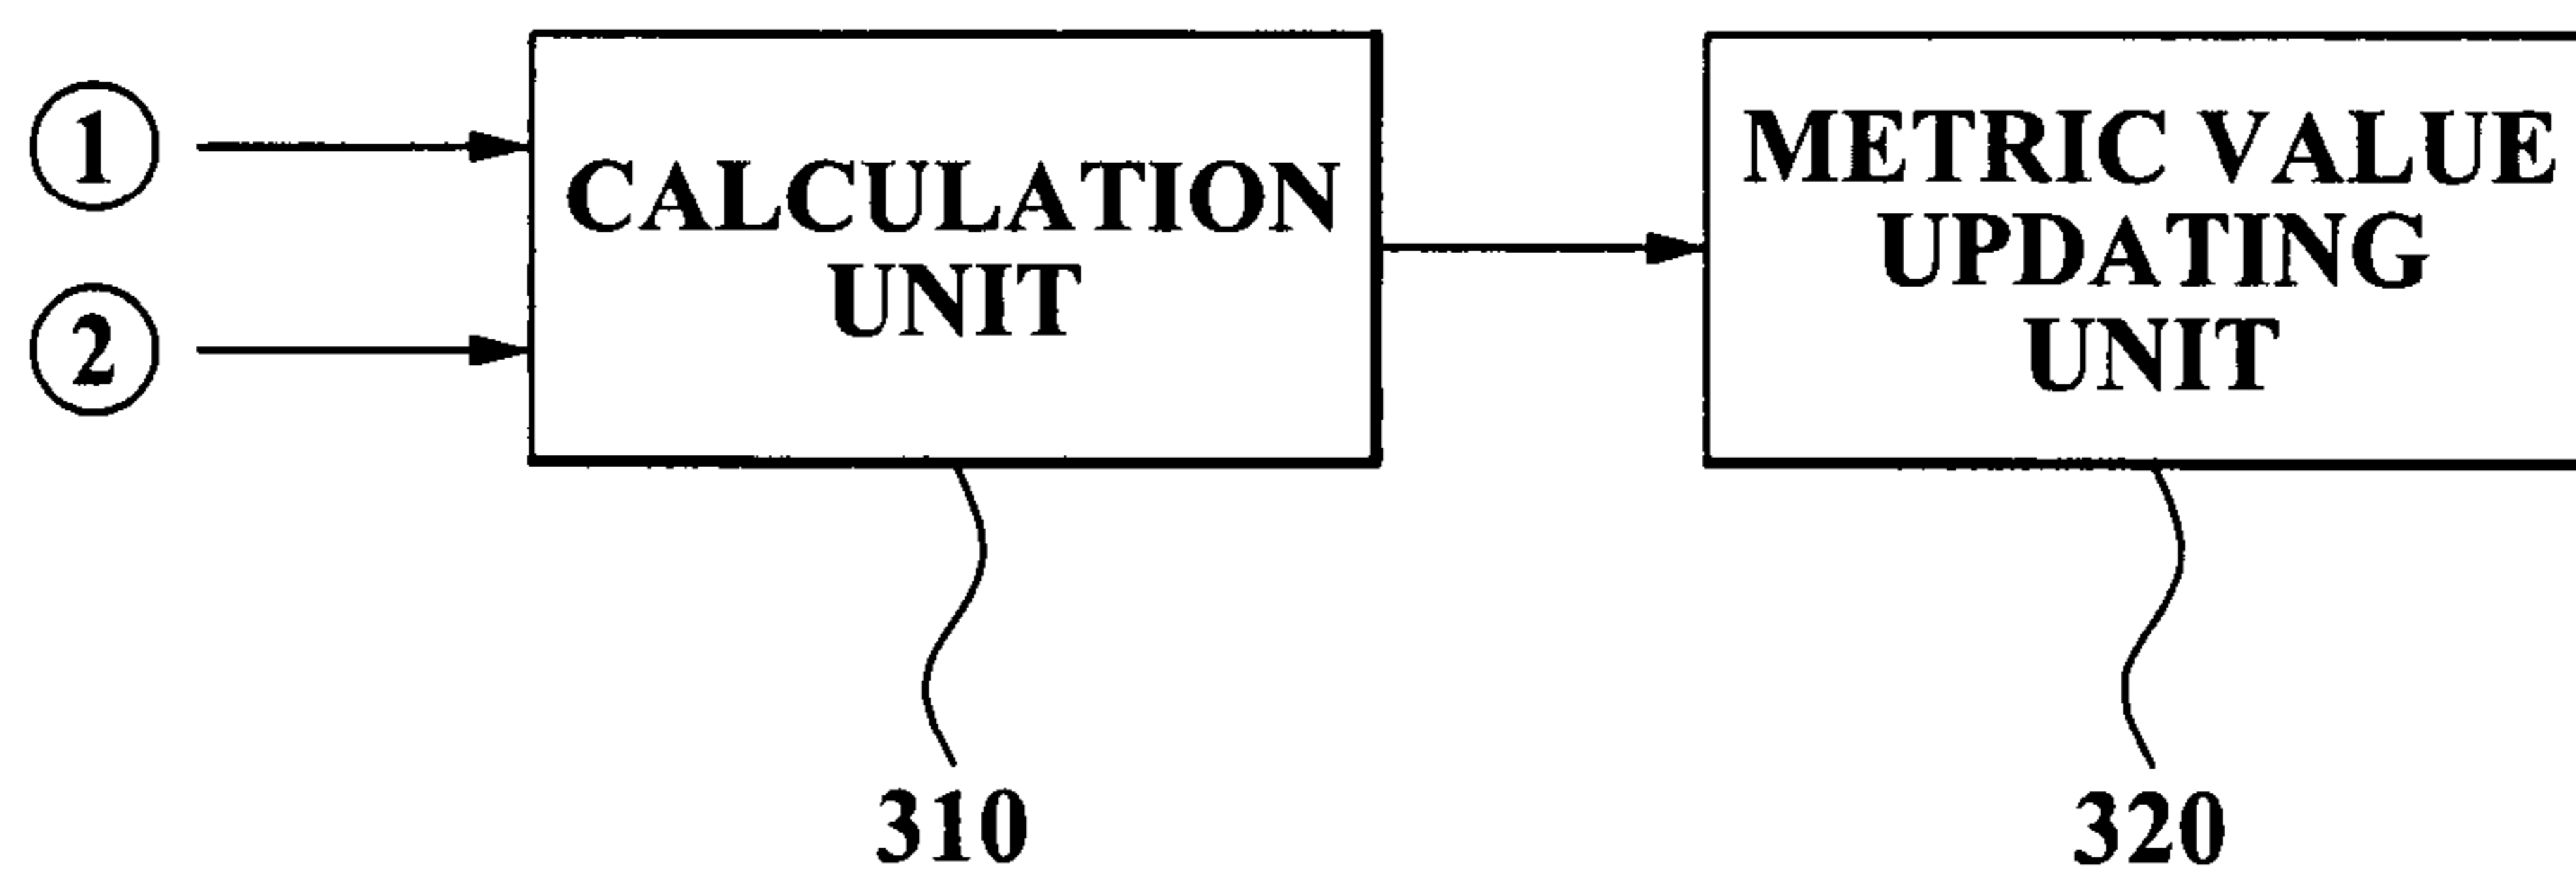 ①
②
CALCULATION
UNIT
METRIC VALUE
UPDATING
UNIT
310
320